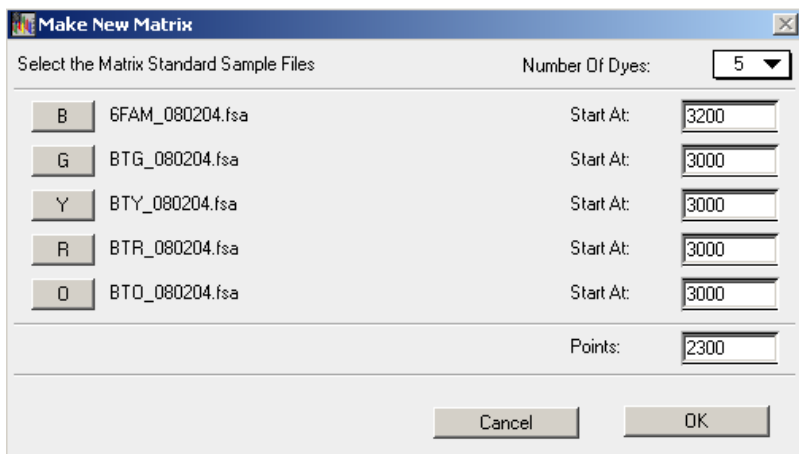 Make New Matrix
Select the Matrix Standard Sample Files Number Of Dyes: 5
B 6FAM_080204.fsa Start At: 3200
G BTG_080204.fsa Start At: 3000
Y BTY_080204.fsa Start At: 3000
R BTR_080204.fsa Start At: 3000
O BTO_080204.fsa Start At: 3000
Points: 2300
Cancel OK